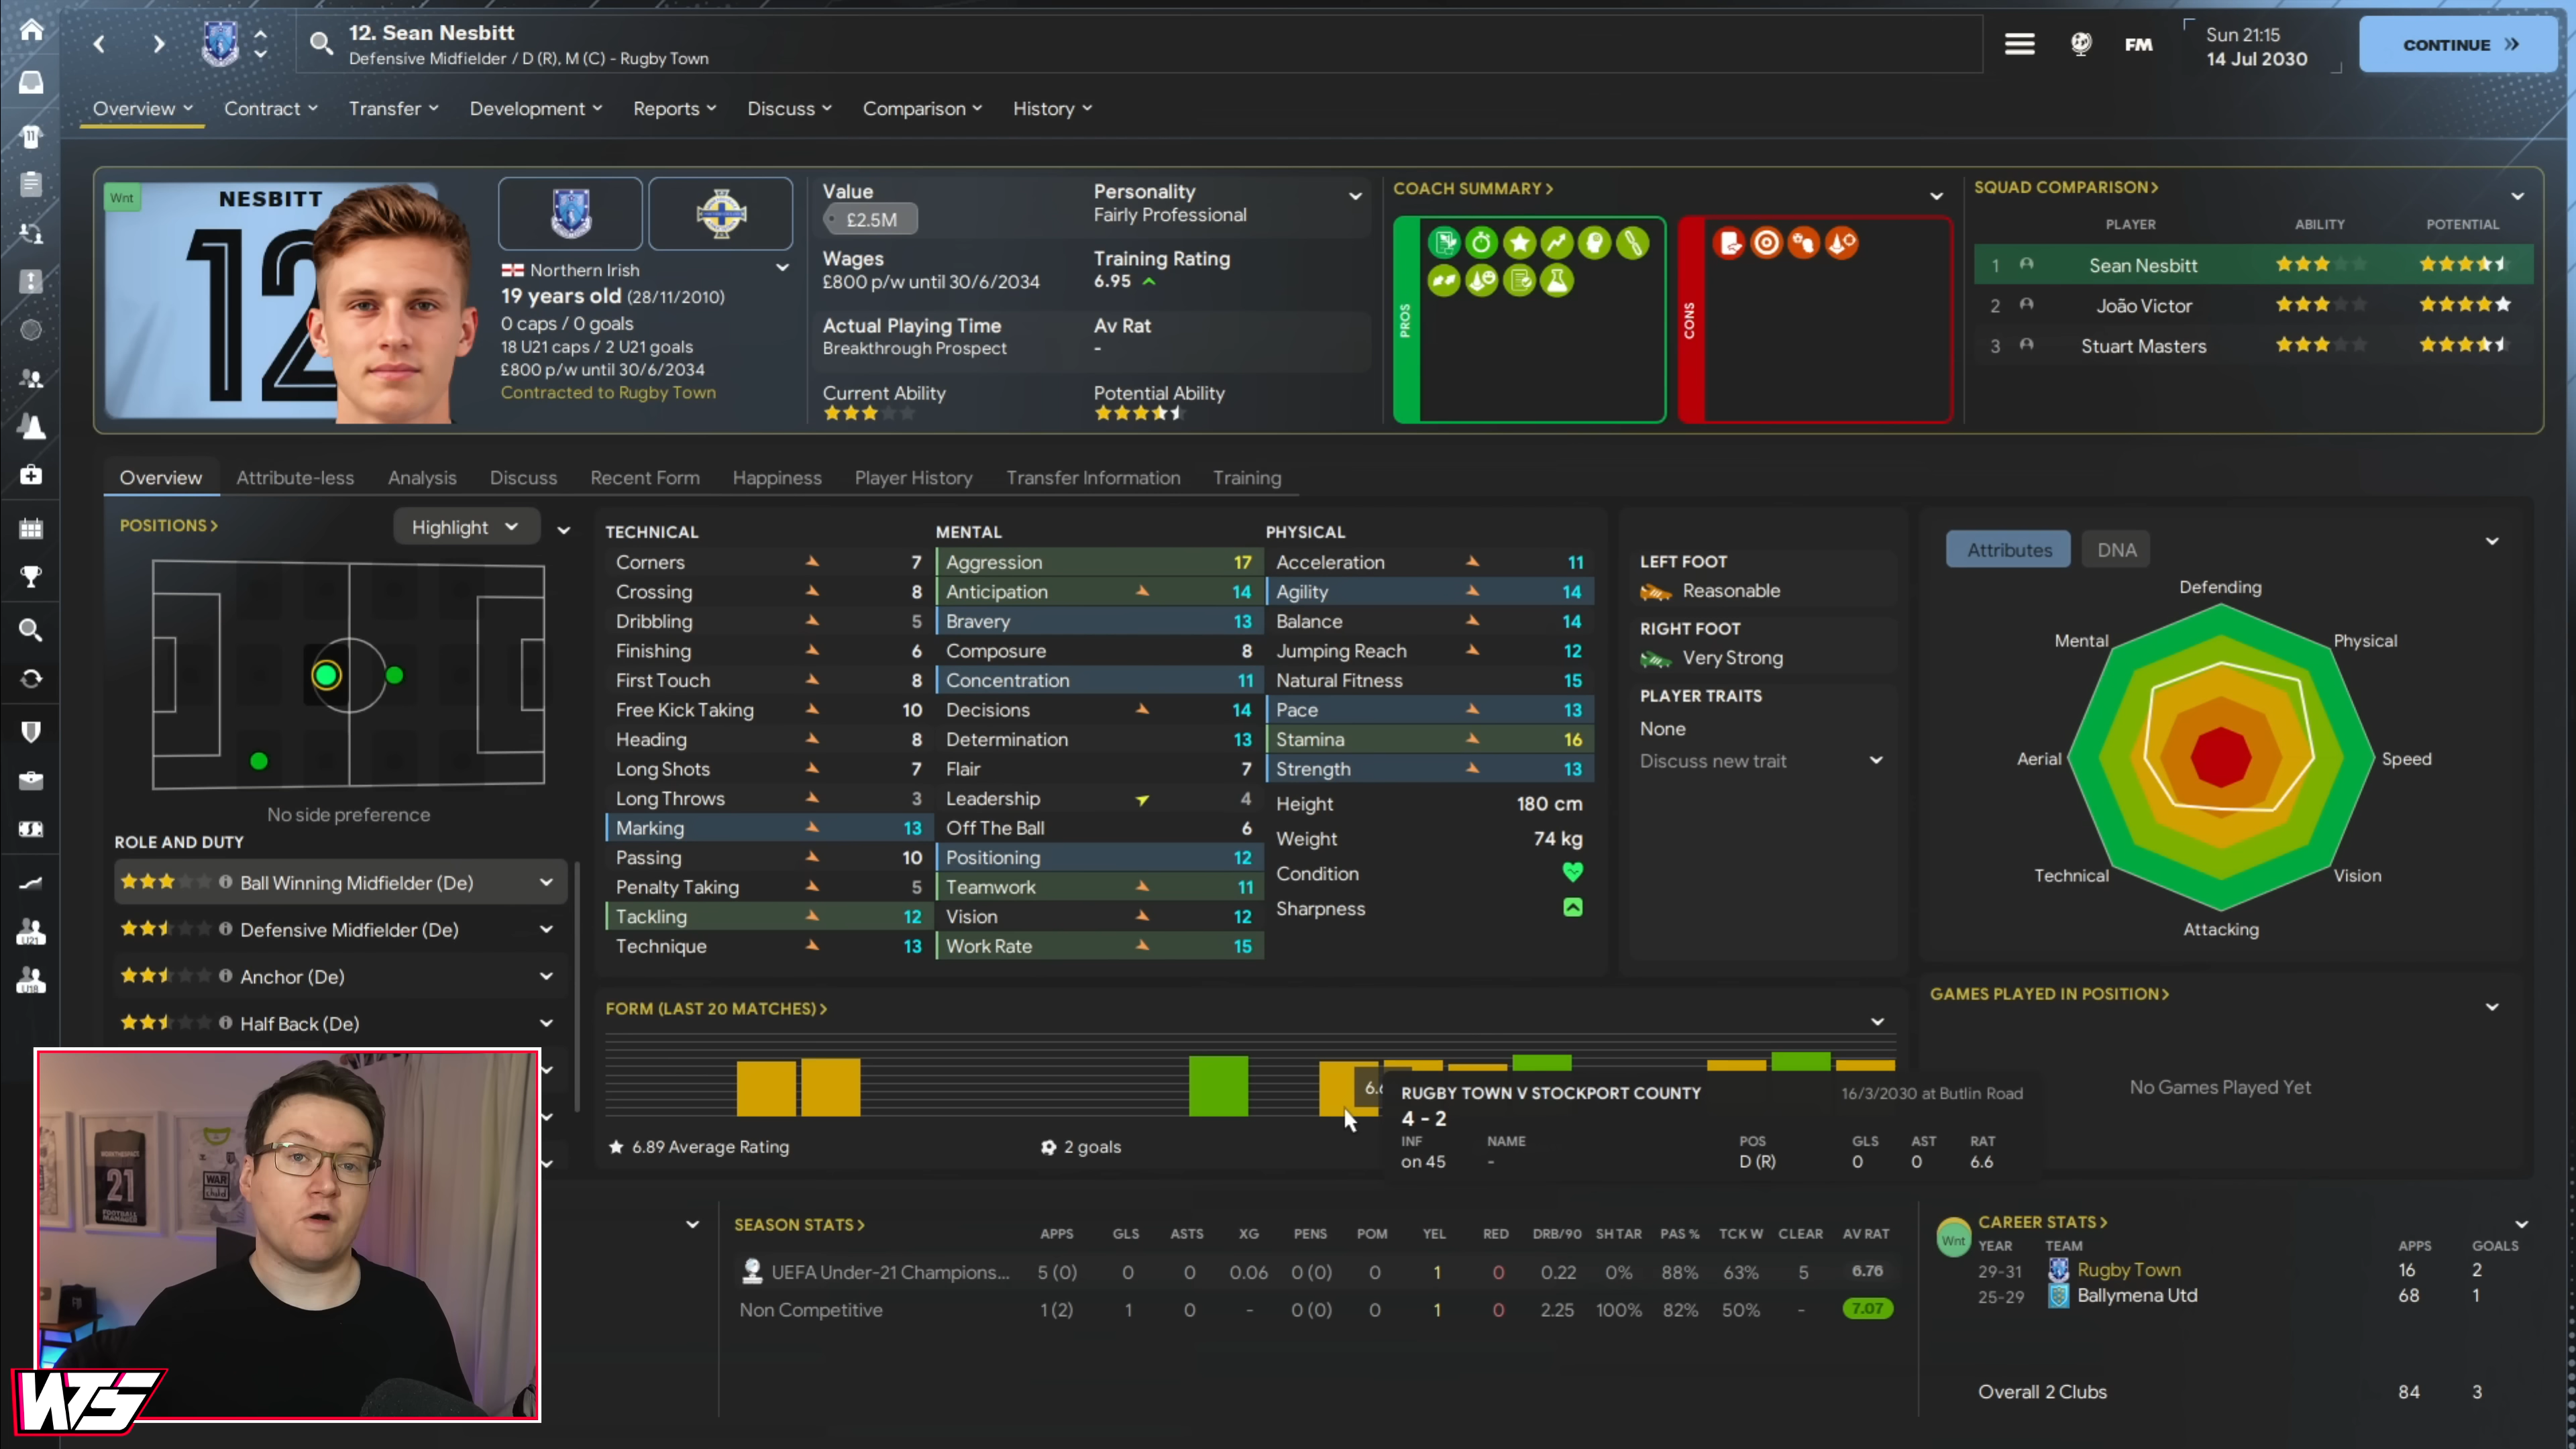 12. Sean Nesbitt
Defensive Midfielder / D (R), M (C) - Rugby Town
FM
Sun 21:15
14 Jul 2030
CONTINUE
Overview Contract Transfer Development Reports Discuss Comparison History
Wnt
NESBITT
12
Northern Irish
19 years old (28/11/2010)
0 caps / 0 goals
18 U21 caps / 2 U21 goals
£800 p/w until 30/6/2034
Contracted to Rugby Town
Value
£2.5M
Wages
£800 p/w until 30/6/2034
Actual Playing Time
Breakthrough Prospect
Current Ability
Personality
Fairly Professional
Training Rating
6.95
Av Rat
-
Potential Ability
COACH SUMMARY >
PROS
CONS
SQUAD COMPARISON >
PLAYER ABILITY POTENTIAL
1 Sean Nesbitt
2 João Victor
3 Stuart Masters
Overview Attribute-less Analysis Discuss Recent Form Happiness Player History Transfer Information Training
POSITIONS >
Highlight
No side preference
ROLE AND DUTY
Ball Winning Midfielder (De)
Defensive Midfielder (De)
Anchor (De)
Half Back (De)
TECHNICAL
Corners 7
Crossing 8
Dribbling 5
Finishing 6
First Touch 8
Free Kick Taking 10
Heading 8
Long Shots 7
Long Throws 3
Marking 13
Passing 10
Penalty Taking 5
Tackling 12
Technique 13
MENTAL
Aggression 17
Anticipation 14
Bravery 13
Composure 8
Concentration 11
Decisions 14
Determination 13
Flair 7
Leadership 4
Off The Ball 6
Positioning 12
Teamwork 11
Vision 12
Work Rate 15
PHYSICAL
Acceleration 11
Agility 14
Balance 14
Jumping Reach 12
Natural Fitness 15
Pace 13
Stamina 16
Strength 13
Height 180 cm
Weight 74 kg
Condition
Sharpness
LEFT FOOT
Reasonable
RIGHT FOOT
Very Strong
PLAYER TRAITS
None
Discuss new trait
Attributes DNA
Defending
Mental Physical
Aerial Speed
Technical Vision
Attacking
FORM (LAST 20 MATCHES) >
6.89 Average Rating
2 goals
RUGBY TOWN V STOCKPORT COUNTY 16/3/2030 at Butlin Road
4 - 2
INF NAME POS GLS AST RAT
on 45 - D (R) 0 0 6.6
GAMES PLAYED IN POSITION >
No Games Played Yet
SEASON STATS > APPS GLS ASTS XG PENS POM YEL RED DRB/90 SH TAR PAS % TCK W CLEAR AV RAT
UEFA Under-21 Champions... 5 (0) 0 0 0.06 0 (0) 0 1 0 0.22 0% 88% 63% 5 6.76
Non Competitive 1 (2) 1 0 - 0 (0) 0 1 0 2.25 100% 82% 50% - 7.07
Wnt
CAREER STATS >
YEAR TEAM APPS GOALS
29-31 Rugby Town 16 2
25-29 Ballymena Utd 68 1
Overall 2 Clubs 84 3
U21
U18
11
21
FOOTBALL MANAGER
WAR child
WTS